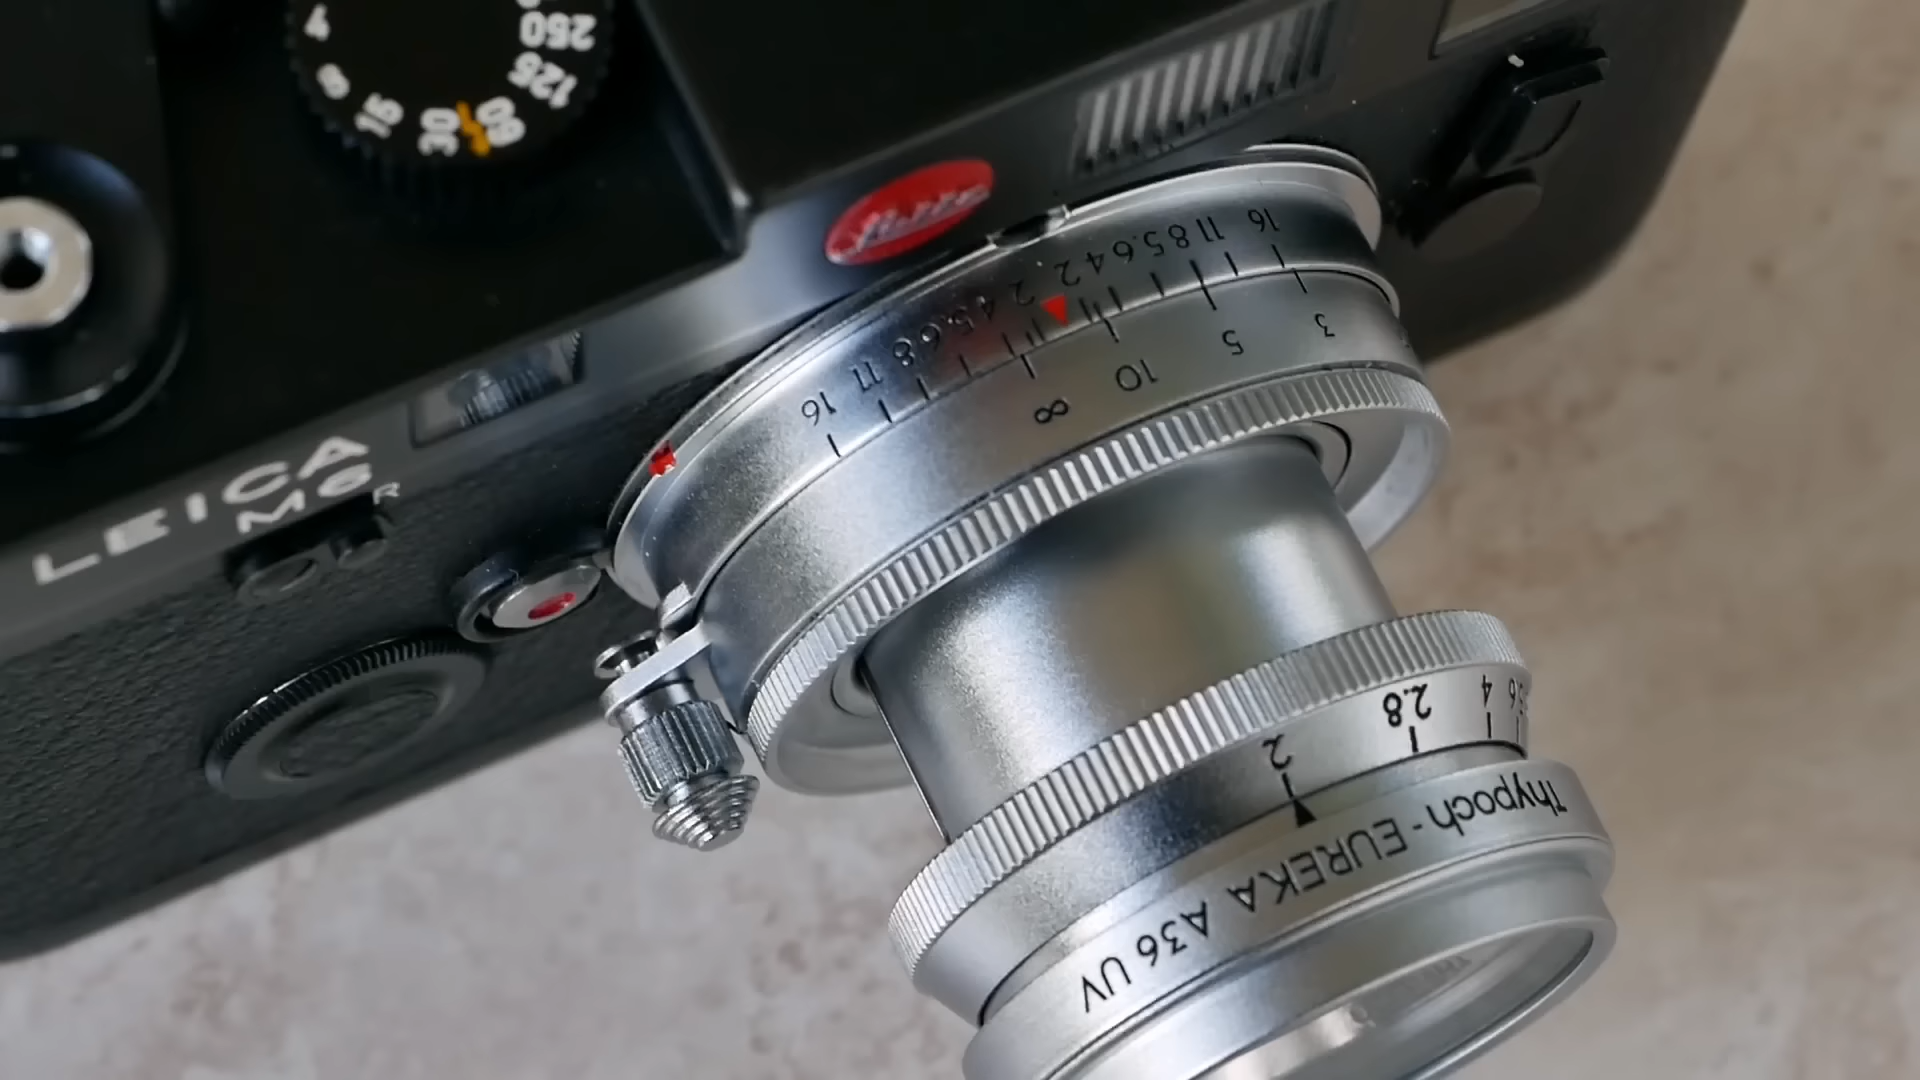 4
8
15
30
60
125
250
Leitz
LEICA
M6
R
16 11 8 5.6 4 2 2 4 5.6 8 11 16
∞ 10 5 3
2 2.8 4 5.6
Thypoch - EUREKA A36 UV